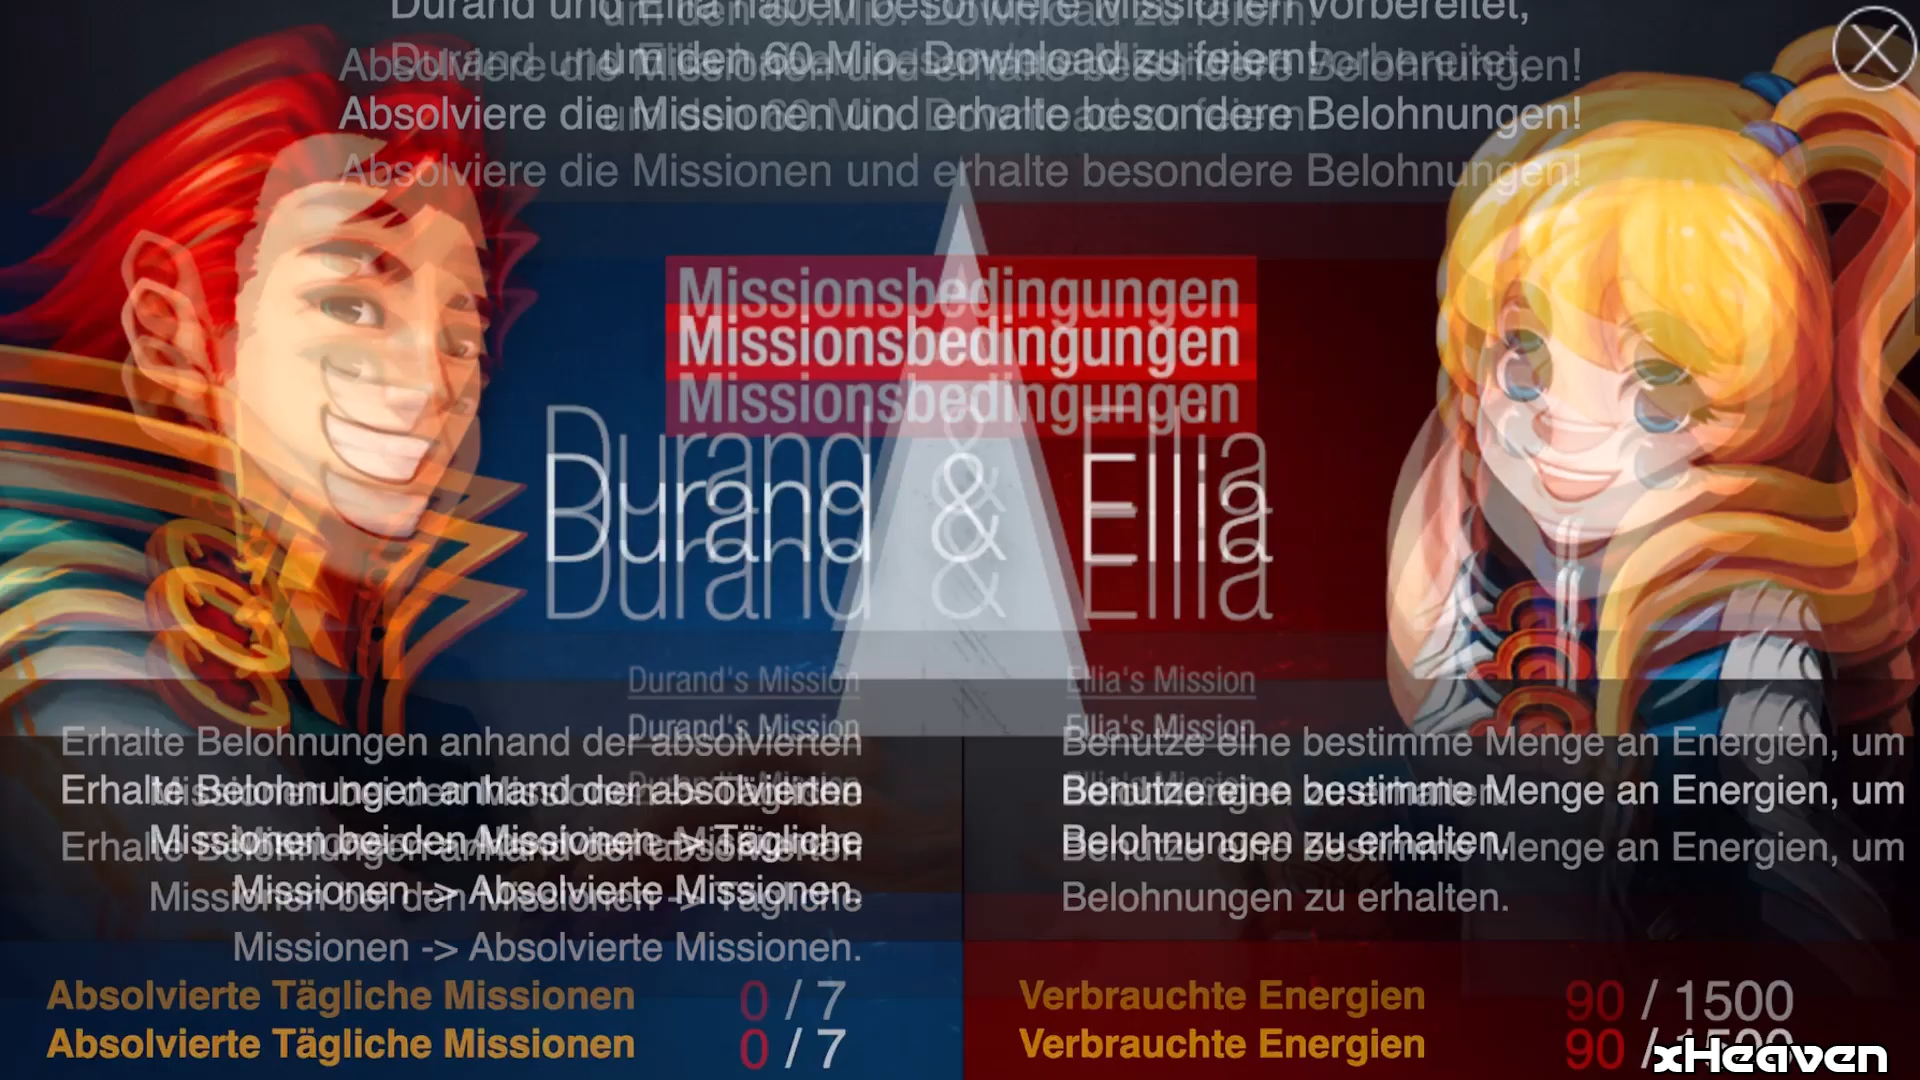 Durand und Ellia haben besondere Missionen vorbereitet,
um den 60.Mio. Download zu feiern!
Absolviere die Missionen und erhalte besondere Belohnungen!
Missionsbedingungen
Durand & Ellia
Durand's Mission
Ellia's Mission
Erhalte Belohnungen anhand der absolvierten
Missionen bei den Missionen -> Tägliche
Missionen -> Absolvierte Missionen.
Benutze eine bestimme Menge an Energien, um
Belohnungen zu erhalten.
Absolvierte Tägliche Missionen 0 / 7
Verbrauchte Energien 90 / 1500
xHeaven